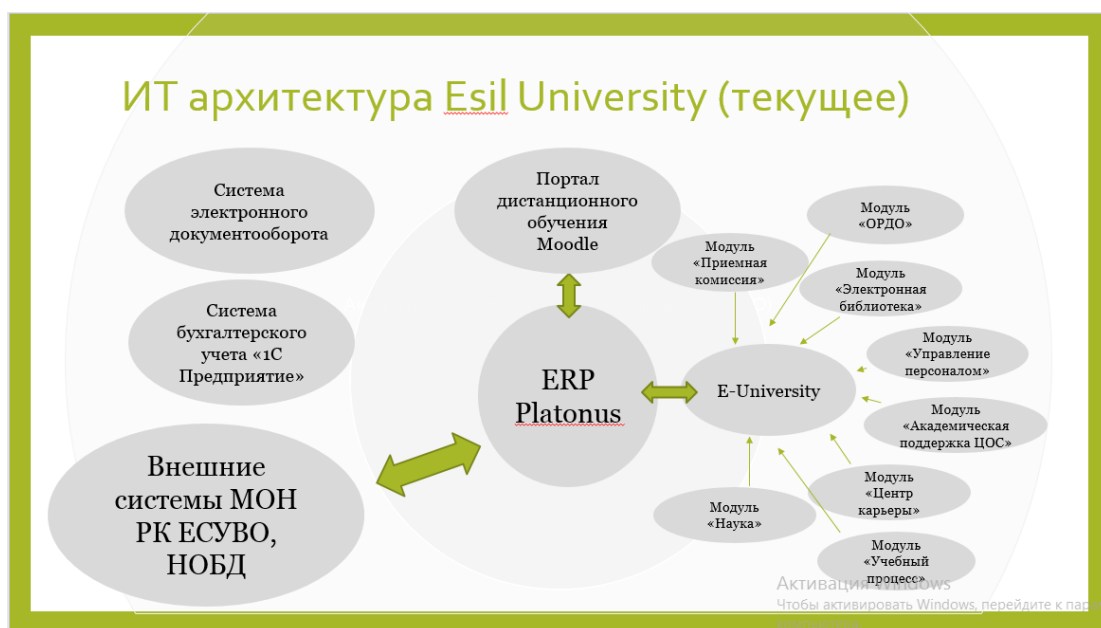 ИТ архитектура Esil University (текущее)
Система
электронного
документооборота
Портал
дистанционного
обучения
Moodle
Модуль
«ОРДО»
Модуль
«Приемная
комиссия»
Модуль
«Электронная
библиотека»
Система
бухгалтерского
учета «1С
Предприятие»
Модуль
«Управление
персоналом»
ERP
Platonus
E-University
Модуль
«Академическая
поддержка ЦОС»
Внешние
системы МОН
РК ЕСУВО,
НОБД
Модуль
«Центр
карьеры»
Модуль
«Наука»
Модуль
«Учебный
процесс»
Активация Windows
Чтобы активировать Windows, перейдите к